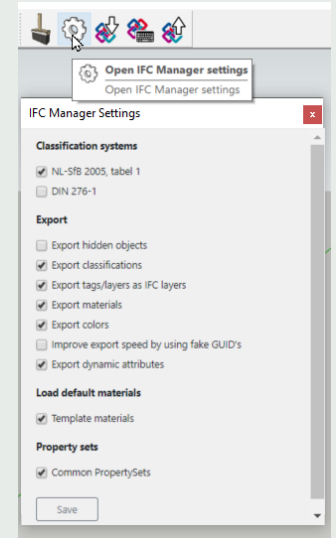 Open IFC Manager settings
Open IFC Manager settings
IFC Manager Settings
x
Classification systems
NL-SfB 2005, tabel 1
DIN 276-1
Export
Export hidden objects
Export classifications
Export tags/layers as IFC layers
Export materials
Export colors
Improve export speed by using fake GUID's
Export dynamic attributes
Load default materials
Template materials
Property sets
Common PropertySets
Save